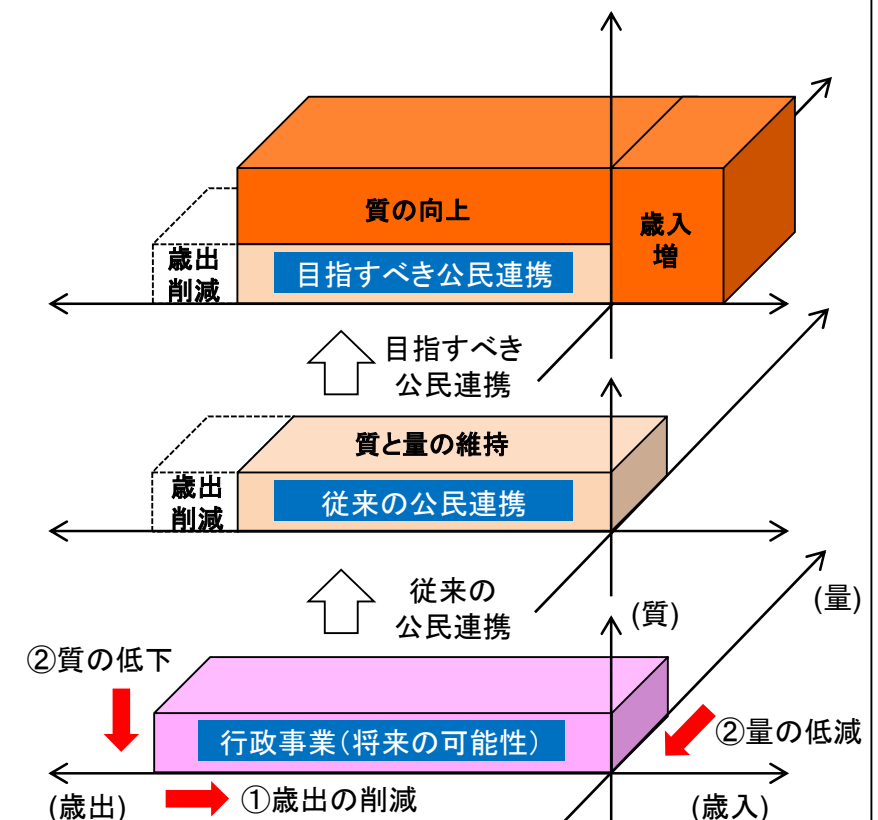 質の向上
歳入
増
歳出
削減
目指すべき公民連携
目指すべき
公民連携
質と量の維持
歳出
削減
従来の公民連携
従来の
公民連携
(質)
(量)
②質の低下
行政事業(将来の可能性)
②量の低減
(歳出)
①歳出の削減
(歳入)